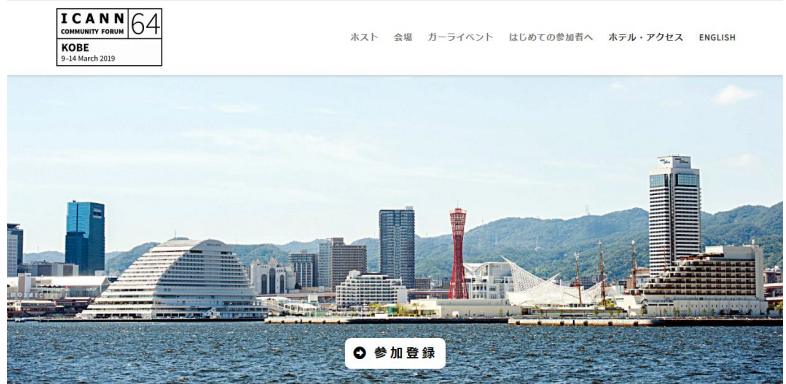 ICANN
COMMUNITY FORUM
64
KOBE
9–14 March 2019
ホスト 会場 ガーライベント はじめての参加者へ ホテル・アクセス ENGLISH
参加登録